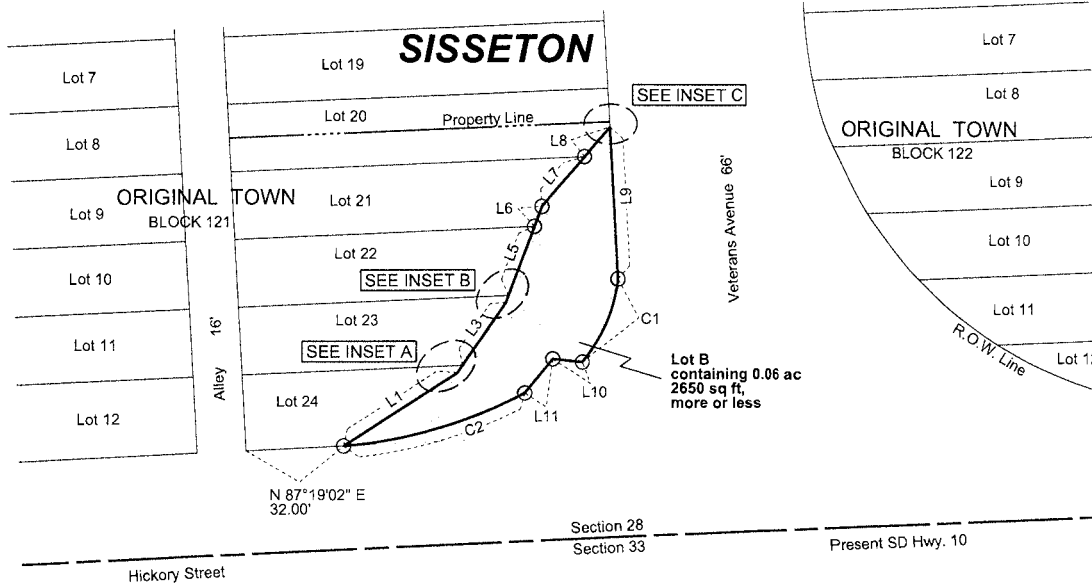 SISSETON
Lot 7
Lot 8
Lot 9
Lot 10
Lot 11
Lot 12
ORIGINAL TOWN
BLOCK 121
Alley 16'
Lot 19
Lot 20
Property Line
Lot 21
Lot 22
Lot 23
Lot 24
SEE INSET C
SEE INSET B
SEE INSET A
L8
L7
L6
L5
L3
L1
L9
C1
L10
L11
C2
Lot B
containing 0.06 ac
2650 sq ft,
more or less
Veterans Avenue 66'
Lot 7
Lot 8
ORIGINAL TOWN
BLOCK 122
Lot 9
Lot 10
Lot 11
R.O.W. Line
N 87°19'02" E
32.00'
Section 28
Section 33
Hickory Street
Present SD Hwy. 10